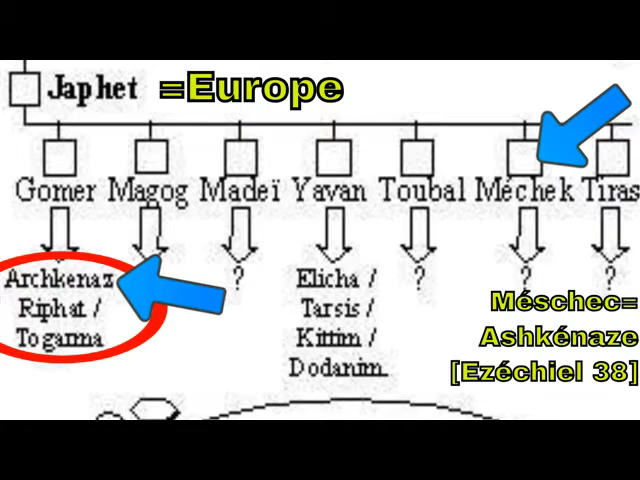 Japhet =Europe
Gomer Magog Madeï Yavan Toubal Méchek Tiras
Archkenaz ? Elicha / ? ? ?
Riphat / Tarsis /
Togarma Kittim /
Dodanim.
Méschec=
Ashkénaze
[Ezéchiel 38]